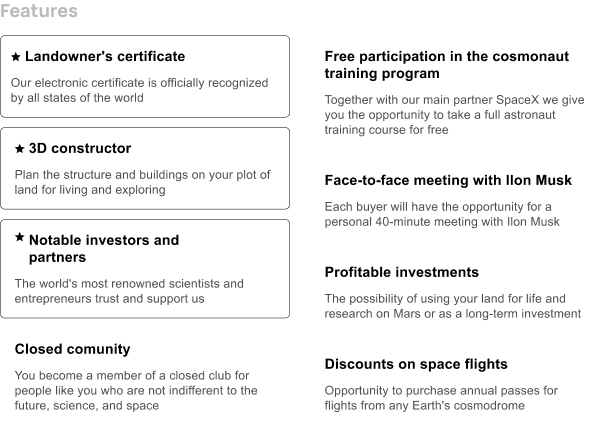 Features
Landowner's certificate
Our electronic certificate is officially recognized
by all states of the world
3D constructor
Plan the structure and buildings on your plot of
land for living and exploring
Notable investors and
partners
The world's most renowned scientists and
entrepreneurs trust and support us
Closed comunity
You become a member of a closed club for
people like you who are not indifferent to the
future, science, and space
Free participation in the cosmonaut
training program
Together with our main partner SpaceX we give
you the opportunity to take a full astronaut
training course for free
Face-to-face meeting with Ilon Musk
Each buyer will have the opportunity for a
personal 40-minute meeting with Ilon Musk
Profitable investments
The possibility of using your land for life and
research on Mars or as a long-term investment
Discounts on space flights
Opportunity to purchase annual passes for
flights from any Earth's cosmodrome